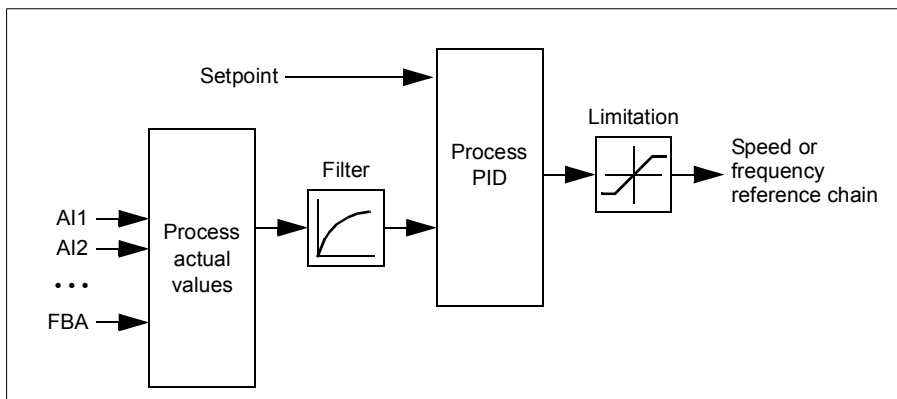 Setpoint
Limitation
Speed or
frequency
reference chain
Process
PID
Filter
AI1
AI2
• • •
FBA
Process
actual
values